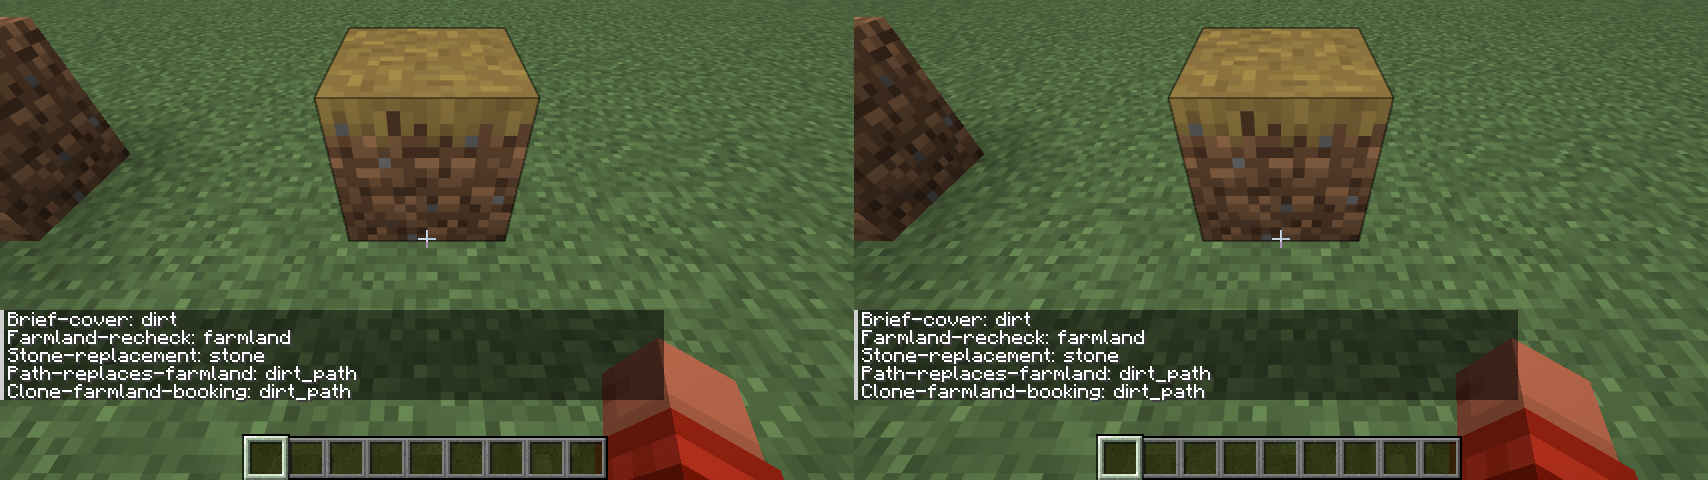 Brief-cover: dirt
Farmland-recheck: farmland
Stone-replacement: stone
Path-replaces-farmland: dirt_path
Clone-farmland-booking: dirt_path
Brief-cover: dirt
Farmland-recheck: farmland
Stone-replacement: stone
Path-replaces-farmland: dirt_path
Clone-farmland-booking: dirt_path